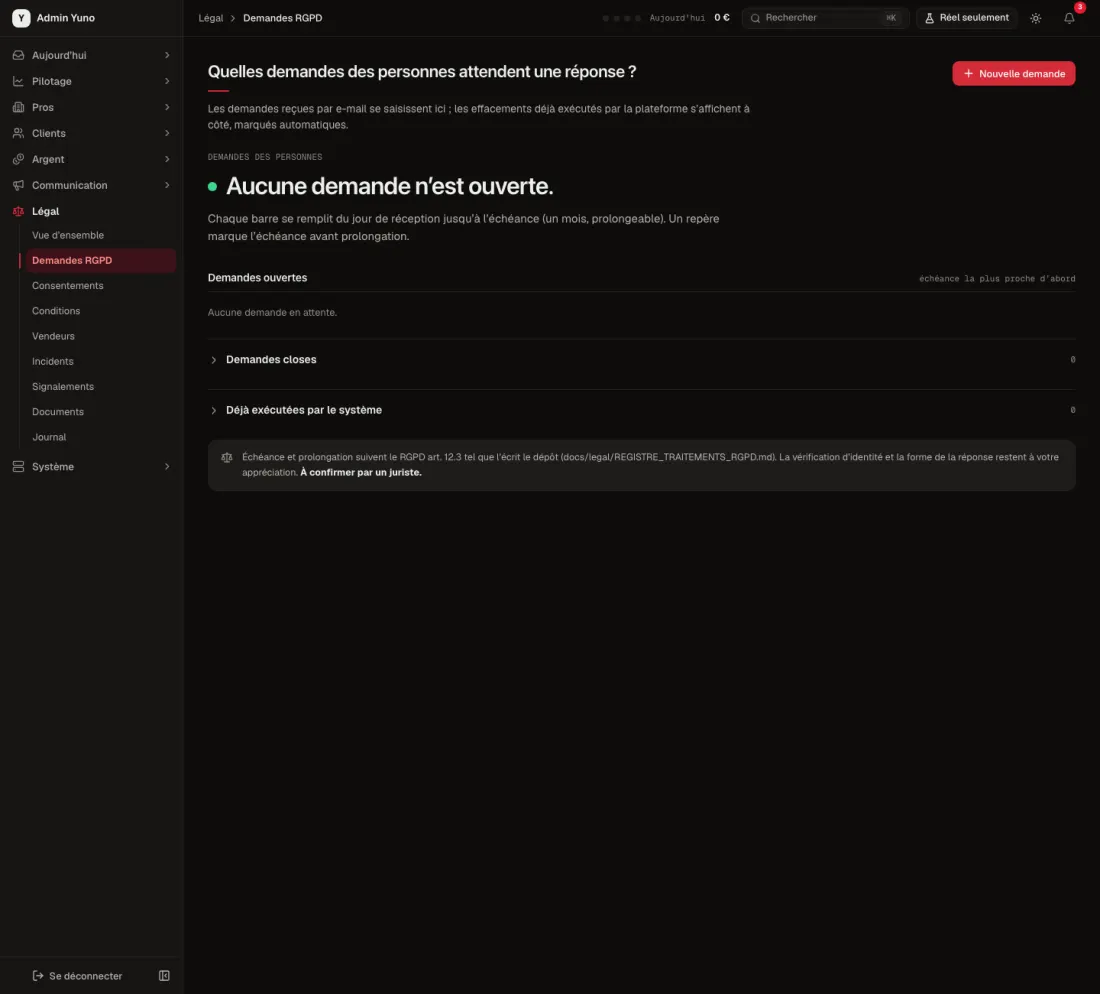 Y Admin Yuno
Légal > Demandes RGPD
Aujourd'hui 0 €
Rechercher ⌘K
Réel seulement
3
Aujourd'hui
Pilotage
Pros
Clients
Argent
Communication
Légal
Vue d'ensemble
Demandes RGPD
Consentements
Conditions
Vendeurs
Incidents
Signalements
Documents
Journal
Système
Se déconnecter
Quelles demandes des personnes attendent une réponse ?
+ Nouvelle demande
Les demandes reçues par e-mail se saisissent ici ; les effacements déjà exécutés par la plateforme s'affichent à
côté, marqués automatiques.
DEMANDES DES PERSONNES
Aucune demande n'est ouverte.
Chaque barre se remplit du jour de réception jusqu'à l'échéance (un mois, prolongeable). Un repère
marque l'échéance avant prolongation.
Demandes ouvertes
échéance la plus proche d'abord
Aucune demande en attente.
Demandes closes 0
Déjà exécutées par le système 0
Échéance et prolongation suivent le RGPD art. 12.3 tel que l'écrit le dépôt (docs/legal/REGISTRE_TRAITEMENTS_RGPD.md). La vérification d'identité et la forme de la réponse restent à votre
appréciation. À confirmer par un juriste.